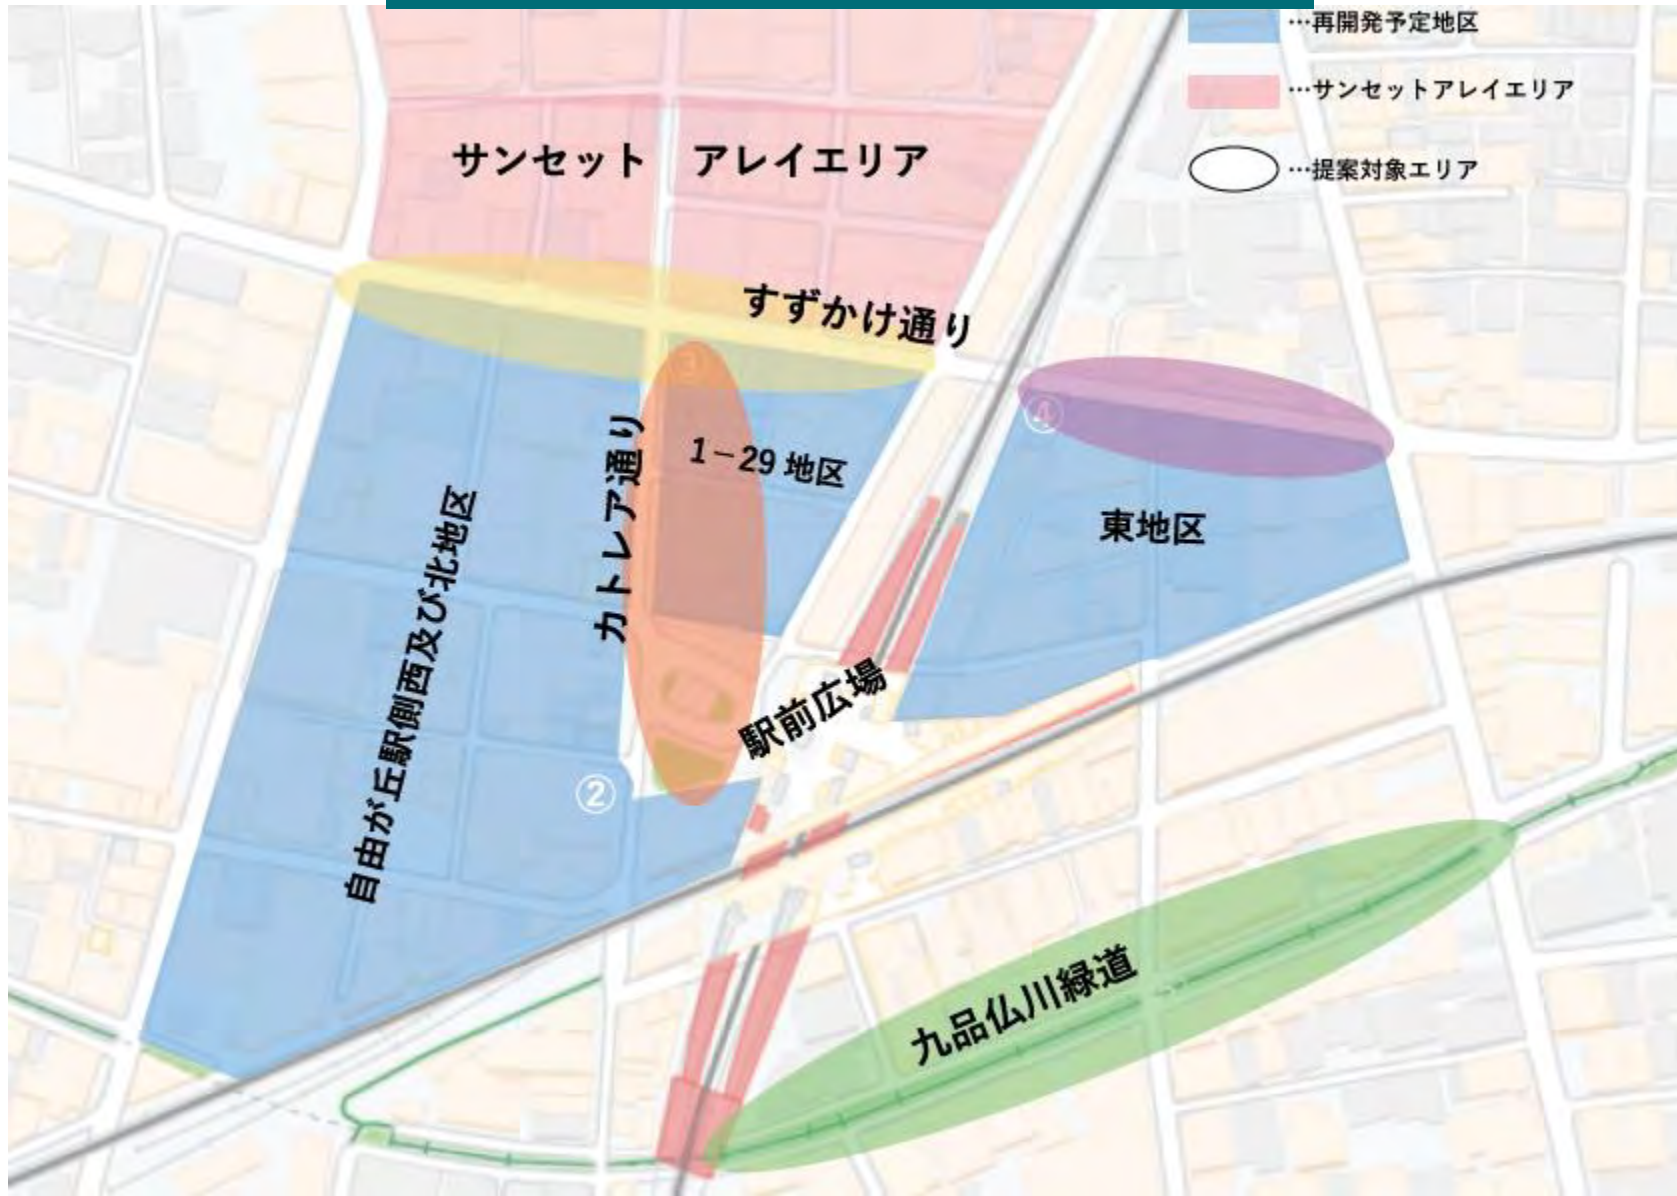 …再開発予定地区
…サンセットアレイエリア
…提案対象エリア
サンセット アレイエリア
すずかけ通り
③
④
カトレア通り
1－29 地区
東地区
自由が丘駅側西及び北地区
駅前広場
②
九品仏川緑道